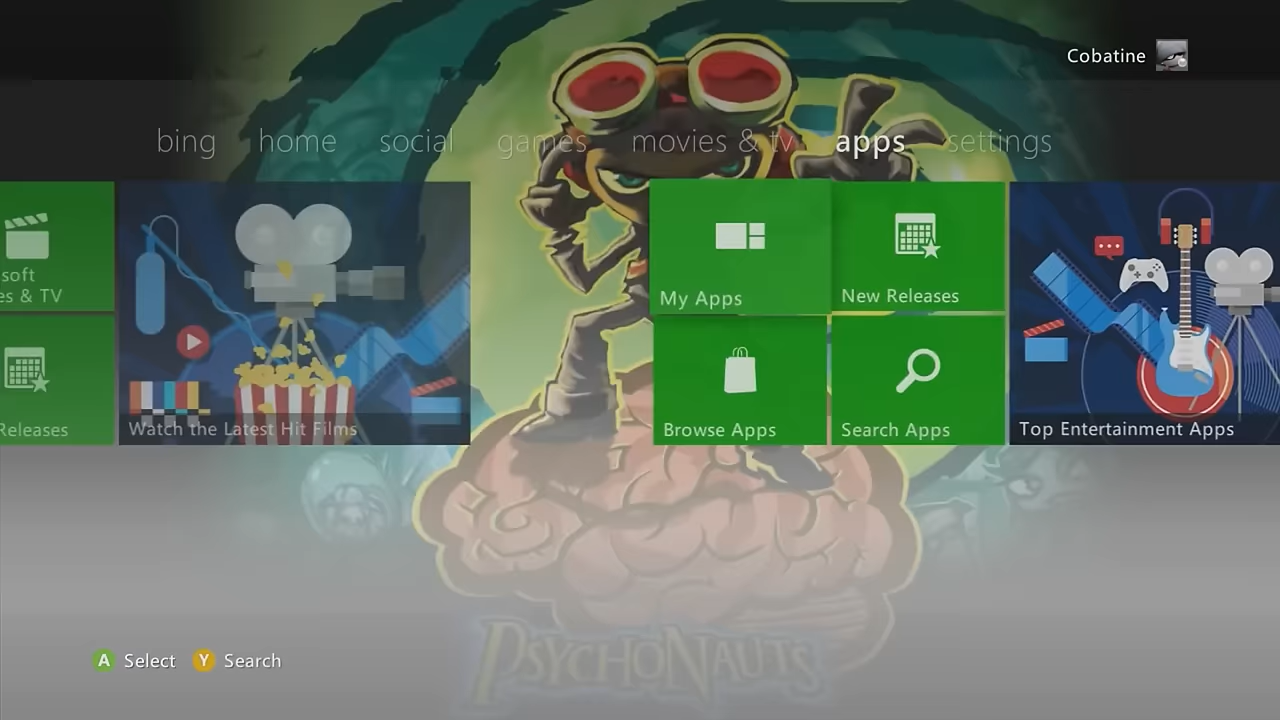 Cobatine
bing home social games movies & tv apps settings
soft
es & TV
My Apps
New Releases
Releases
Watch the Latest Hit Films
Browse Apps
Search Apps
Top Entertainment Apps
PSYCHONAUTS
A Select Y Search